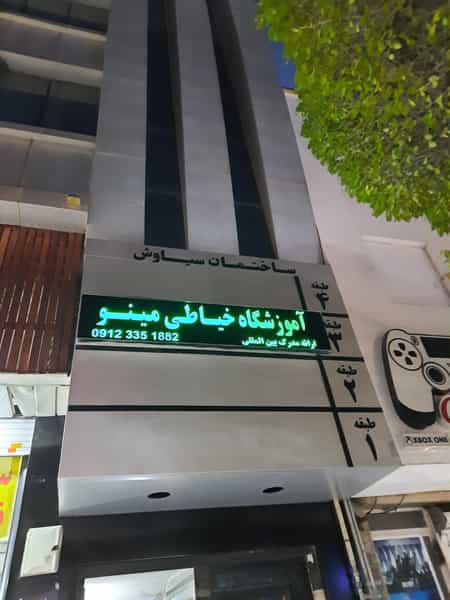 ساختمان سیاوش
طبقه ۴
آموزشگاه خیاطی مینو
ارائه مدرک بین المللی
0912 335 1882
طبقه ۳
طبقه ۲
طبقه ۱
XBOX ONE